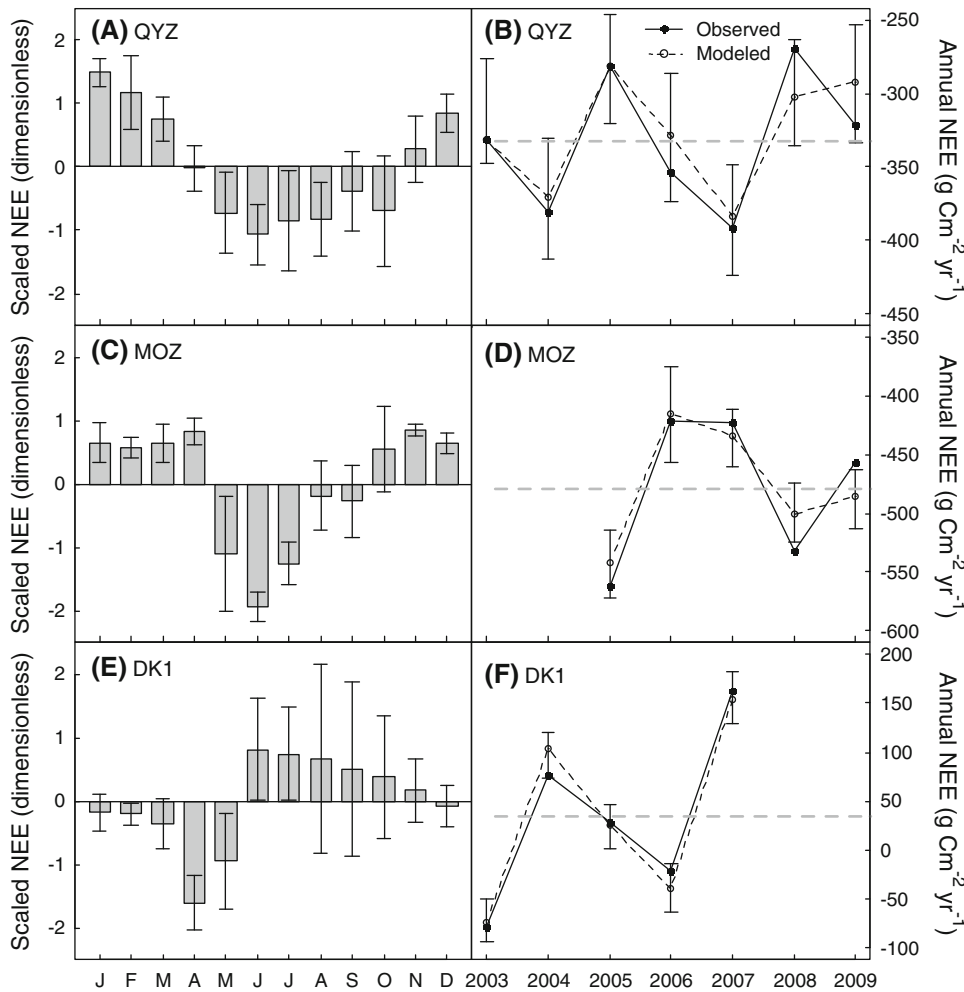 (A) QYZ
Scaled NEE (dimensionless)
2
1
0
-1
-2
(B) QYZ
Observed
Modeled
-250
-300
-350
-400
-450
Annual NEE (g Cm-2 yr-1)
(C) MOZ
Scaled NEE (dimensionless)
2
1
0
-1
-2
(D) MOZ
-350
-400
-450
-500
-550
-600
Annual NEE (g Cm-2 yr-1)
(E) DK1
Scaled NEE (dimensionless)
2
1
0
-1
-2
J F M A M J J A S O N D
(F) DK1
200
150
100
50
0
-50
-100
Annual NEE (g Cm-2 yr-1)
2003 2004 2005 2006 2007 2008 2009